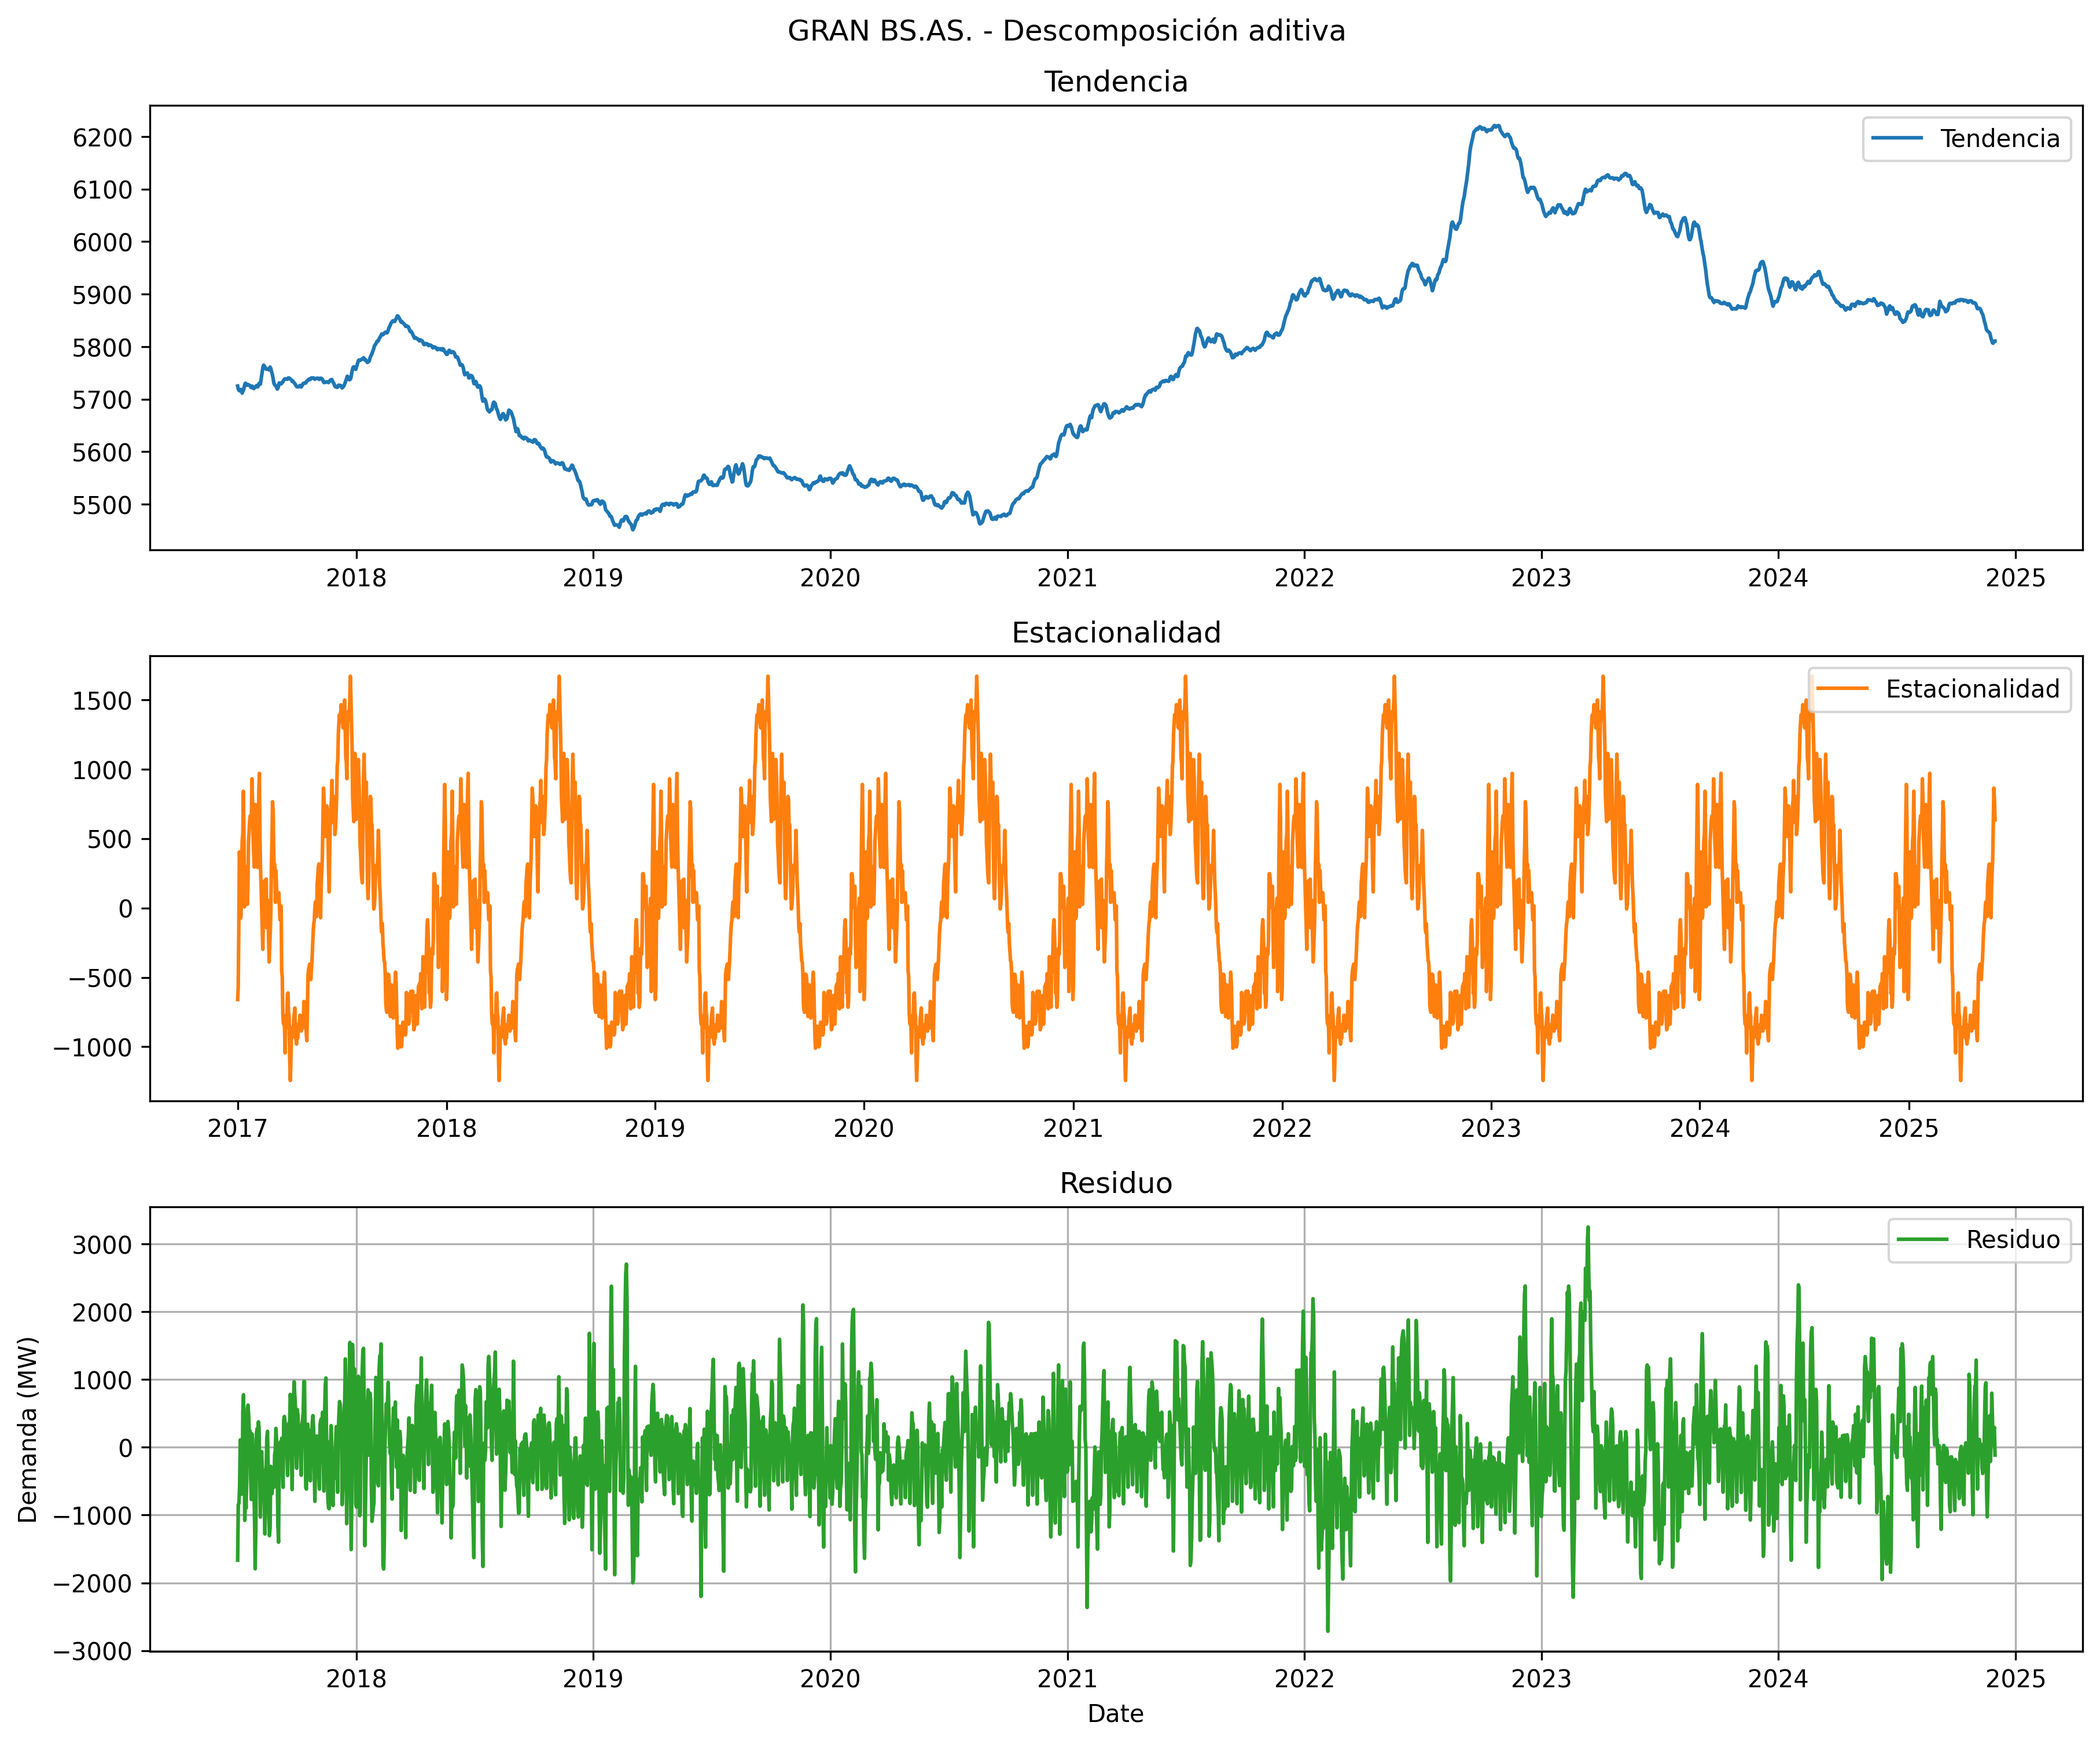 GRAN BS.AS. - Descomposición aditiva
Tendencia
Tendencia
6200
6100
6000
5900
5800
5700
5600
5500
2018 2019 2020 2021 2022 2023 2024 2025
Estacionalidad
Estacionalidad
1500
1000
500
0
−500
−1000
2017 2018 2019 2020 2021 2022 2023 2024 2025
Residuo
Residuo
3000
2000
1000
0
−1000
−2000
−3000
Demanda (MW)
2018 2019 2020 2021 2022 2023 2024 2025
Date